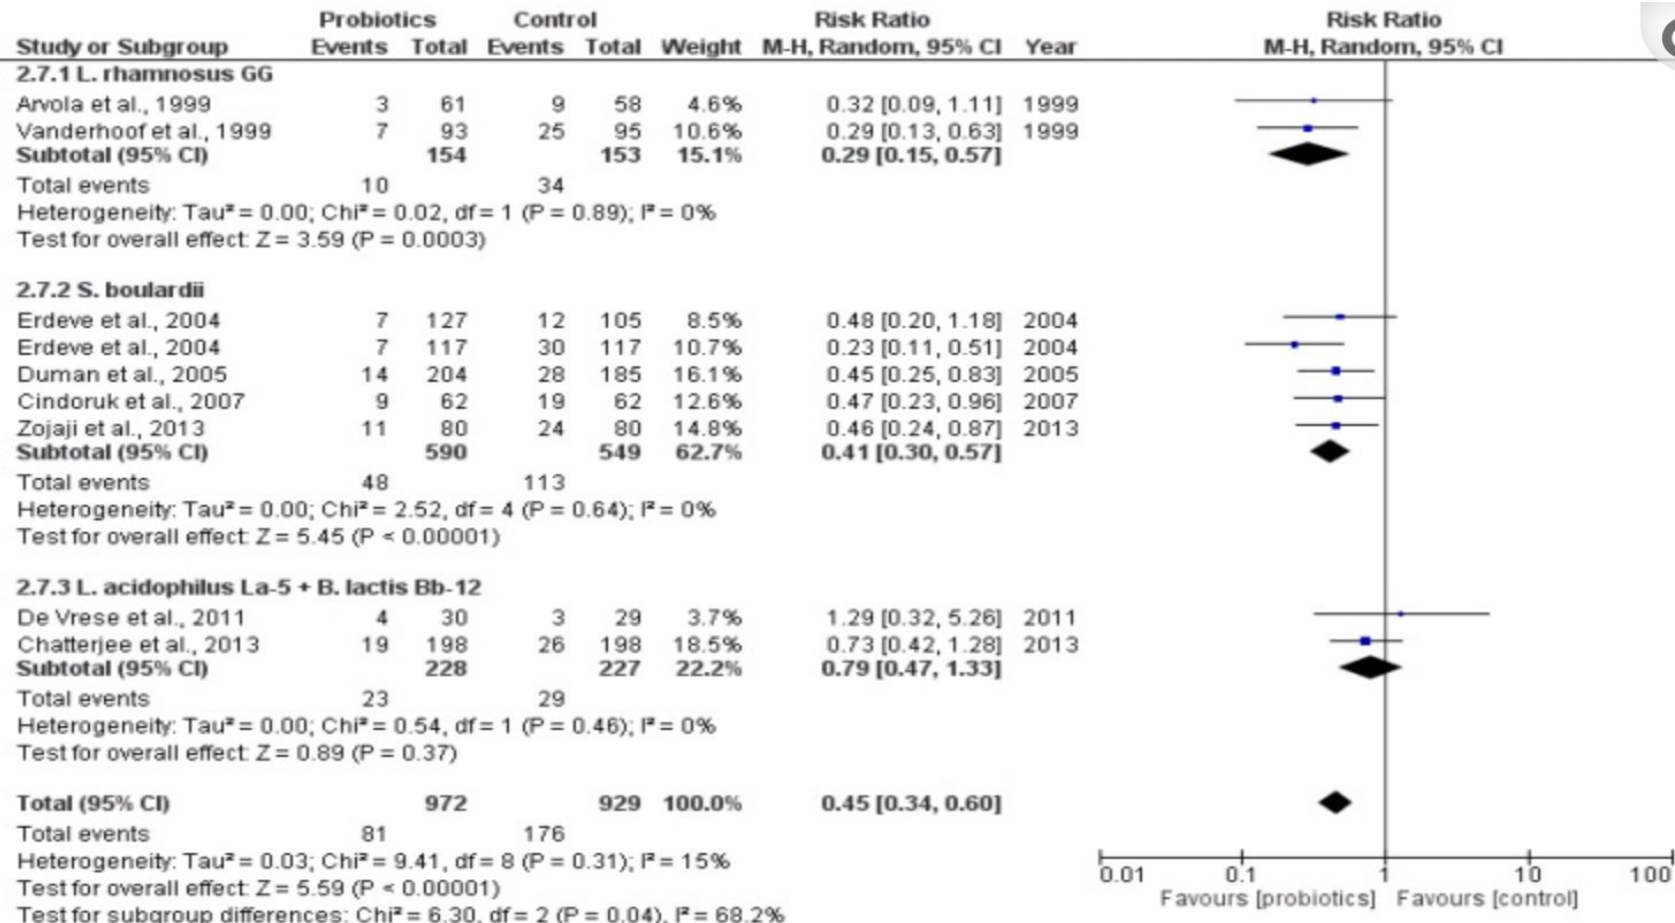 Probiotics Control Risk Ratio Risk Ratio
Study or Subgroup Events Total Events Total Weight M-H, Random, 95% CI Year M-H, Random, 95% CI
2.7.1 L. rhamnosus GG
Arvola et al., 1999 3 61 9 58 4.6% 0.32 [0.09, 1.11] 1999
Vanderhoof et al., 1999 7 93 25 95 10.6% 0.29 [0.13, 0.63] 1999
Subtotal (95% CI) 154 153 15.1% 0.29 [0.15, 0.57]
Total events 10 34
Heterogeneity: Tau² = 0.00; Chi² = 0.02, df = 1 (P = 0.89); I² = 0%
Test for overall effect: Z = 3.59 (P = 0.0003)
2.7.2 S. boulardii
Erdeve et al., 2004 7 127 12 105 8.5% 0.48 [0.20, 1.18] 2004
Erdeve et al., 2004 7 117 30 117 10.7% 0.23 [0.11, 0.51] 2004
Duman et al., 2005 14 204 28 185 16.1% 0.45 [0.25, 0.83] 2005
Cindoruk et al., 2007 9 62 19 62 12.6% 0.47 [0.23, 0.96] 2007
Zojaji et al., 2013 11 80 24 80 14.8% 0.46 [0.24, 0.87] 2013
Subtotal (95% CI) 590 549 62.7% 0.41 [0.30, 0.57]
Total events 48 113
Heterogeneity: Tau² = 0.00; Chi² = 2.52, df = 4 (P = 0.64); I² = 0%
Test for overall effect: Z = 5.45 (P < 0.00001)
2.7.3 L. acidophilus La-5 + B. lactis Bb-12
De Vrese et al., 2011 4 30 3 29 3.7% 1.29 [0.32, 5.26] 2011
Chatterjee et al., 2013 19 198 26 198 18.5% 0.73 [0.42, 1.28] 2013
Subtotal (95% CI) 228 227 22.2% 0.79 [0.47, 1.33]
Total events 23 29
Heterogeneity: Tau² = 0.00; Chi² = 0.54, df = 1 (P = 0.46); I² = 0%
Test for overall effect: Z = 0.89 (P = 0.37)
Total (95% CI) 972 929 100.0% 0.45 [0.34, 0.60]
Total events 81 176
Heterogeneity: Tau² = 0.03; Chi² = 9.41, df = 8 (P = 0.31); I² = 15%
Test for overall effect: Z = 5.59 (P < 0.00001)
Test for subgroup differences: Chi² = 6.30, df = 2 (P = 0.04), I² = 68.2%
0.01 0.1 1 10 100
Favours [probiotics] Favours [control]